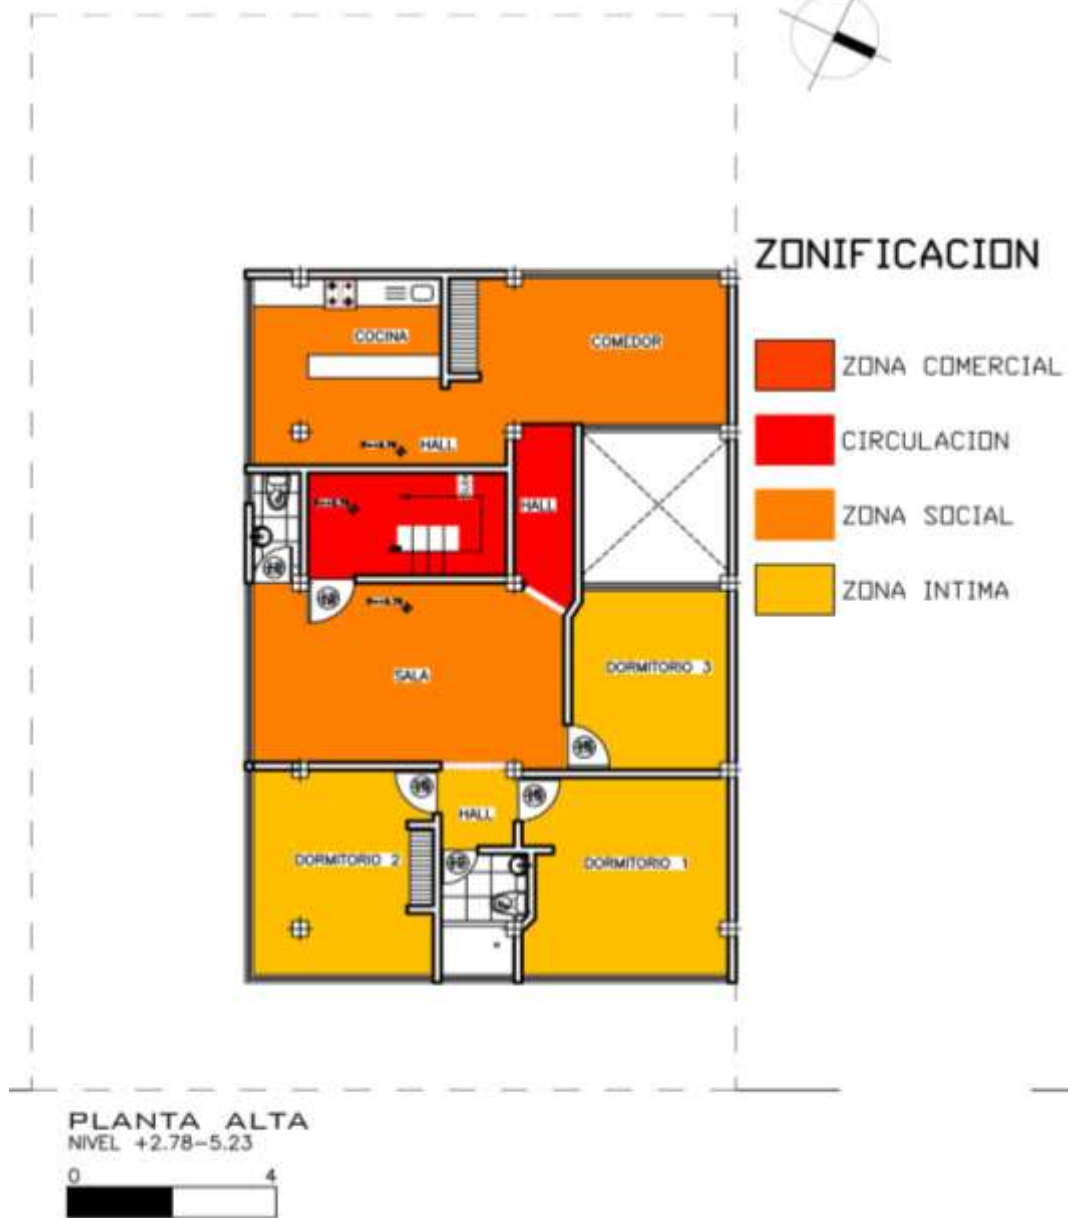 ZONIFICACION
ZONA COMERCIAL
CIRCULACION
ZONA SOCIAL
ZONA INTIMA
COCINA
COMEDOR
HALL
HALL
SALA
DORMITORIO 3
HALL
DORMITORIO 2
DORMITORIO 1
PLANTA ALTA
NIVEL +2.78-5.23
0 4